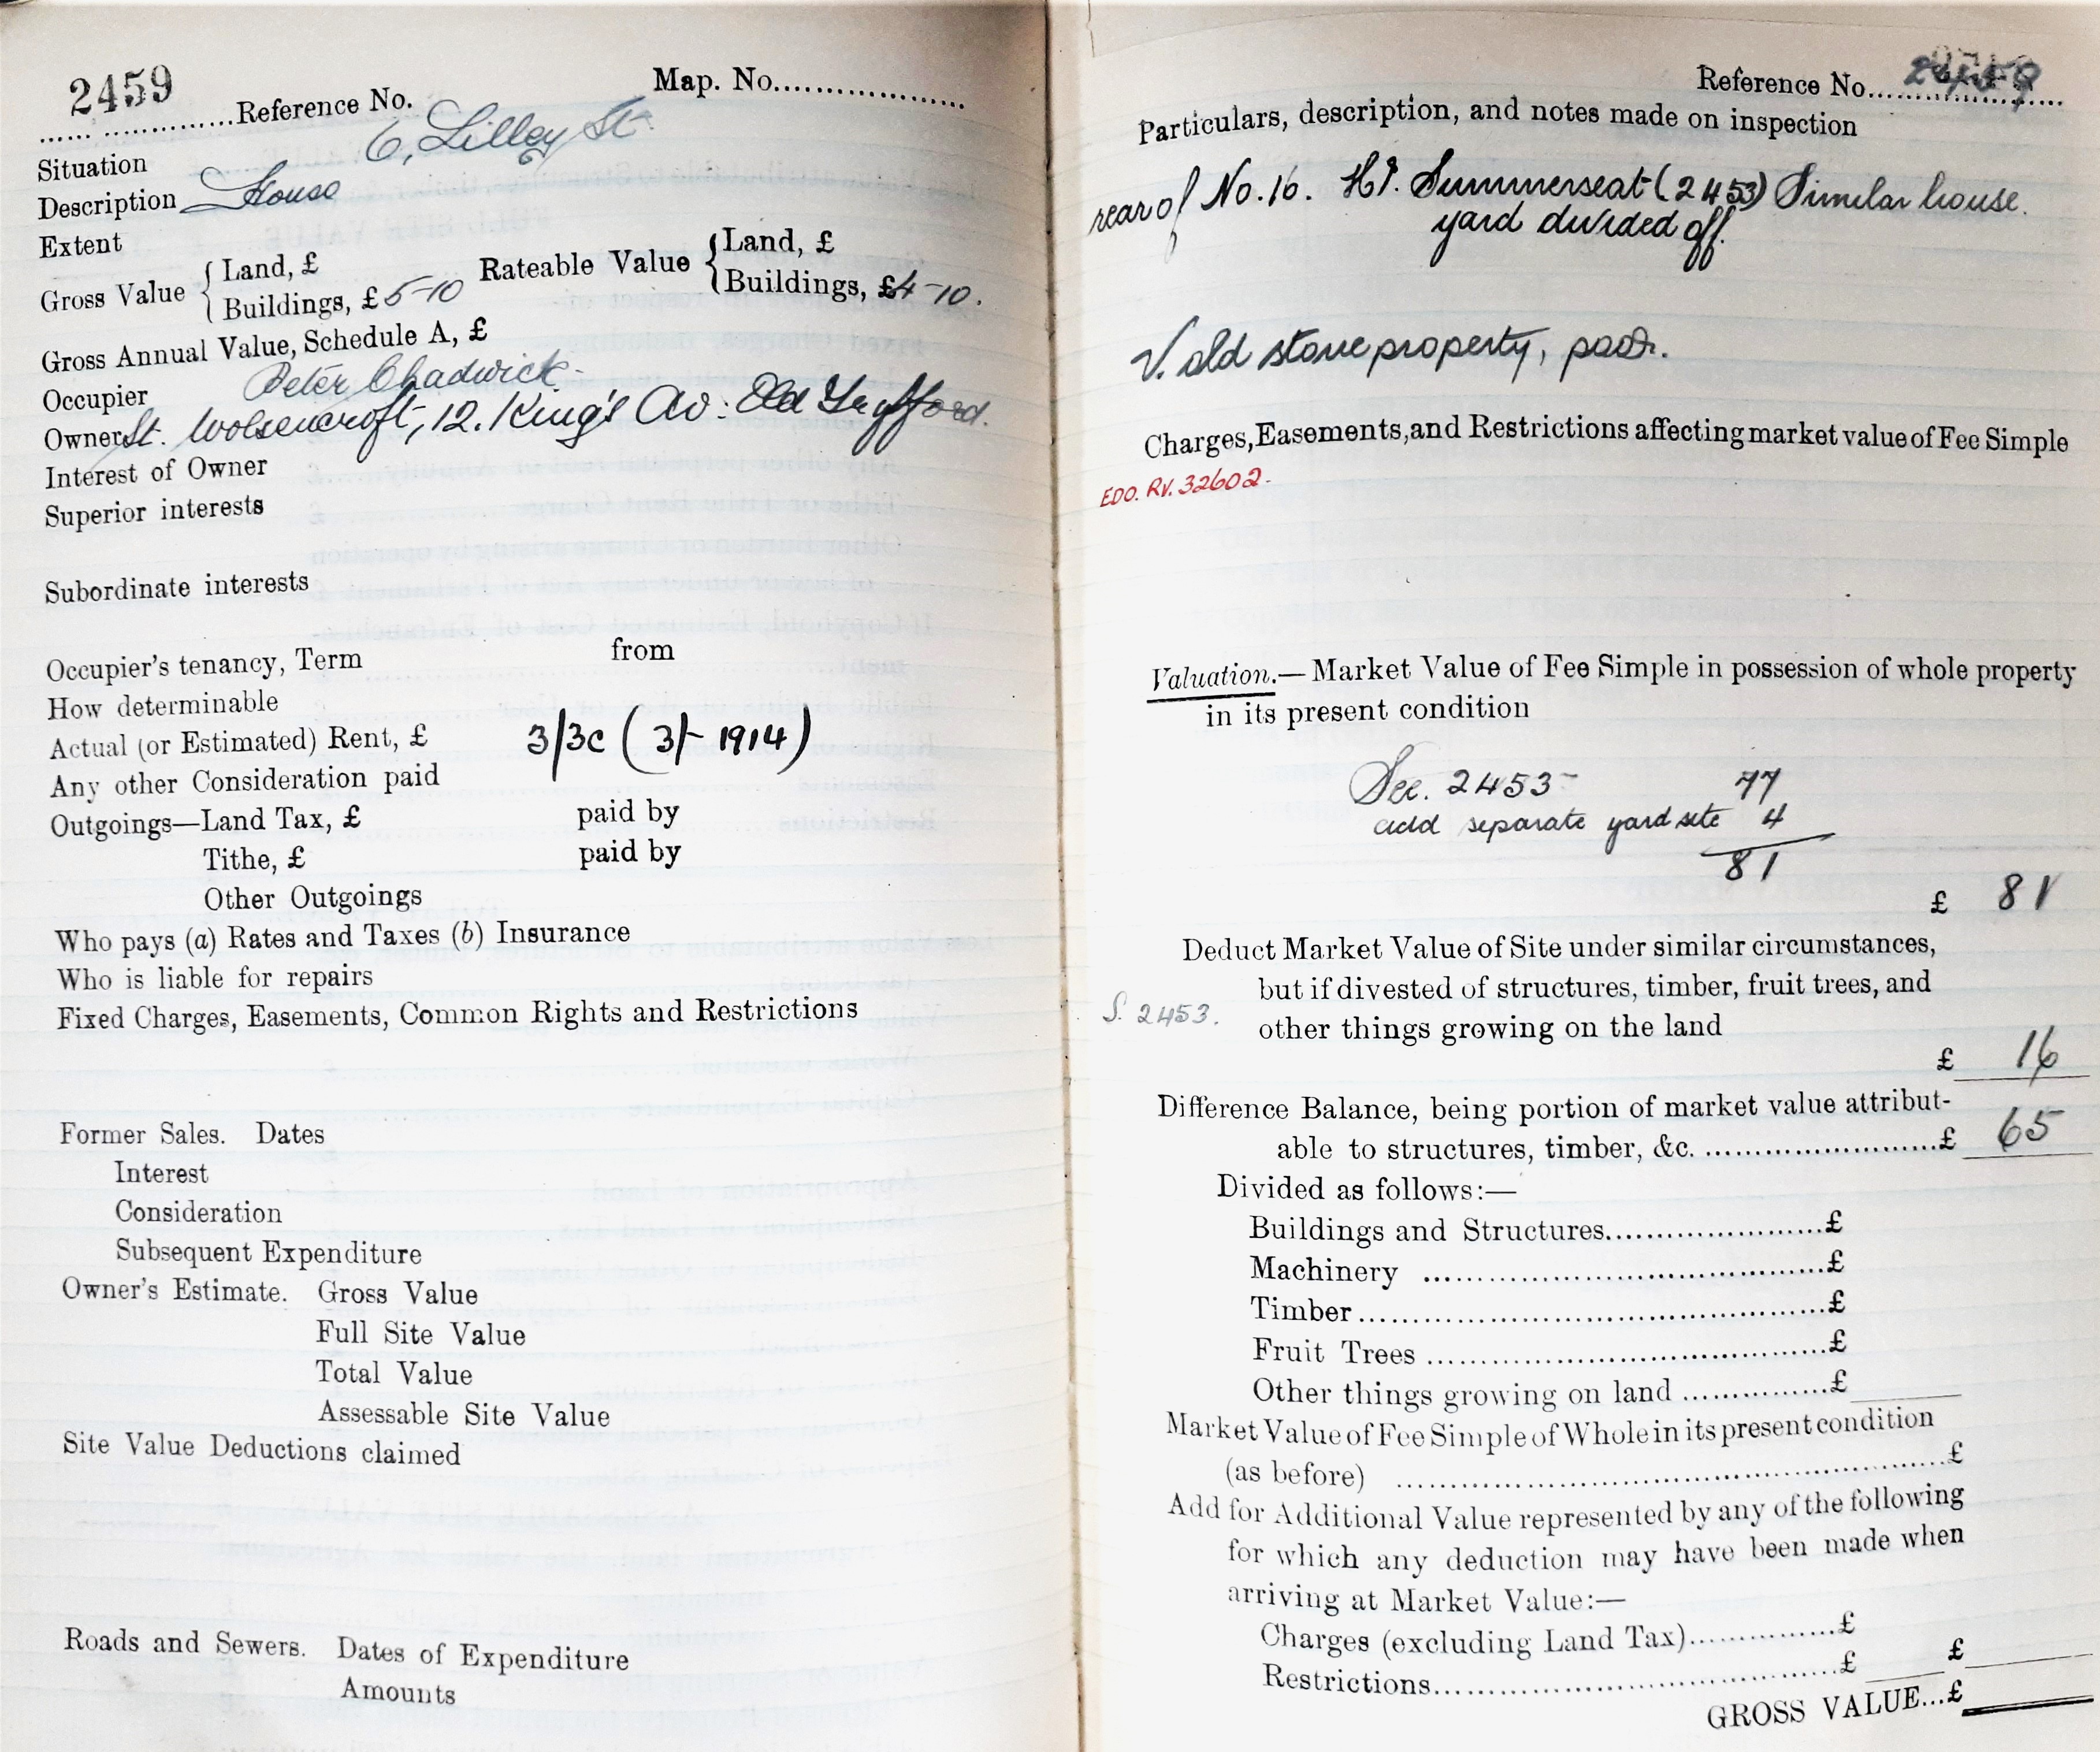 2459
Reference No. Map. No.
Situation 6, Lilley St.
Description House
Extent
Gross Value { Land, £ Rateable Value { Land, £
Buildings, £ 5-10 Buildings, £4-10.
Gross Annual Value, Schedule A, £
Occupier Peter Chadwick
Owner St. Wolsencroft, 12. King's Av: Old Trafford.
Interest of Owner
Superior interests
Subordinate interests
Occupier's tenancy, Term from
How determinable
Actual (or Estimated) Rent, £ 3/3c (3/- 1914)
Any other Consideration paid
Outgoings—Land Tax, £ paid by
Tithe, £ paid by
Other Outgoings
Who pays (a) Rates and Taxes (b) Insurance
Who is liable for repairs
Fixed Charges, Easements, Common Rights and Restrictions
Former Sales. Dates
Interest
Consideration
Subsequent Expenditure
Owner's Estimate. Gross Value
Full Site Value
Total Value
Assessable Site Value
Site Value Deductions claimed
Roads and Sewers. Dates of Expenditure
Amounts
Reference No. 2459
Particulars, description, and notes made on inspection
rear of No. 16. Hr. Summerseat (2453) Similar house.
yard divided off.
V. old stone property, poor.
Charges, Easements, and Restrictions affecting market value of Fee Simple
EDO. RV. 32602.
Valuation.—Market Value of Fee Simple in possession of whole property
in its present condition
See. 2453 77
add separate yard site 4
81
£ 81
Deduct Market Value of Site under similar circumstances,
but if divested of structures, timber, fruit trees, and
S. 2453. other things growing on the land
£ 16
Difference Balance, being portion of market value attribut-
able to structures, timber, &c. £ 65
Divided as follows:—
Buildings and Structures £
Machinery £
Timber £
Fruit Trees £
Other things growing on land £
Market Value of Fee Simple of Whole in its present condition
(as before) £
Add for Additional Value represented by any of the following
for which any deduction may have been made when
arriving at Market Value:—
Charges (excluding Land Tax) £
Restrictions £ £
GROSS VALUE...£